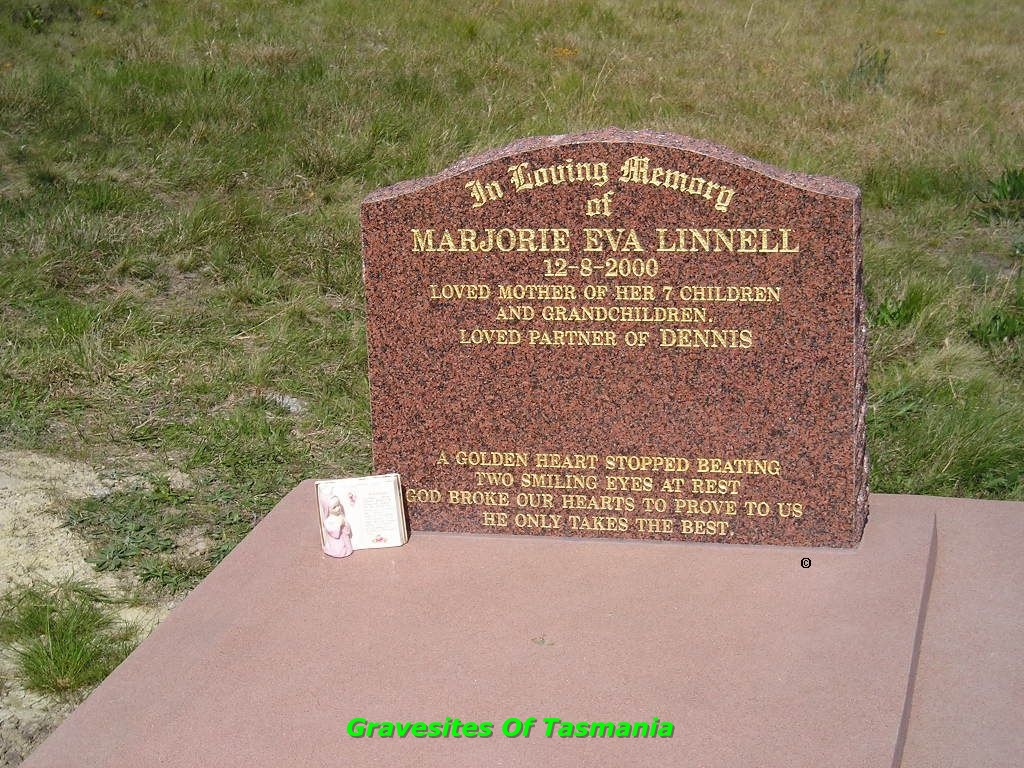 In Loving Memory
of
MARJORIE EVA LINNELL
12-8-2000
LOVED MOTHER OF HER 7 CHILDREN
AND GRANDCHILDREN.
LOVED PARTNER OF DENNIS
A GOLDEN HEART STOPPED BEATING
TWO SMILING EYES AT REST
GOD BROKE OUR HEARTS TO PROVE TO US
HE ONLY TAKES THE BEST.
©
Gravesites Of Tasmania